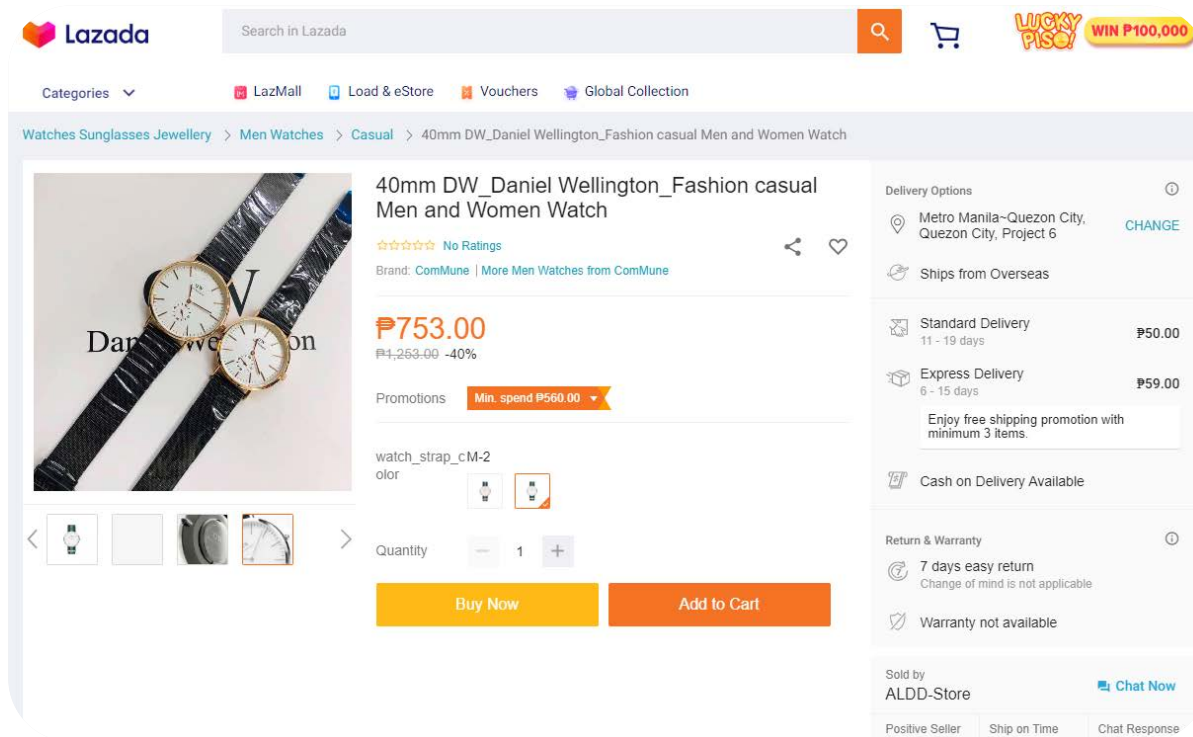 Lazada
Search in Lazada
LUCKY
PISO!
WIN ₱100,000
Categories
LazMall
Load & eStore
Vouchers
Global Collection
Watches Sunglasses Jewellery > Men Watches > Casual > 40mm DW_Daniel Wellington_Fashion casual Men and Women Watch
40mm DW_Daniel Wellington_Fashion casual
Men and Women Watch
No Ratings
Brand: ComMune | More Men Watches from ComMune
₱753.00
₱1,253.00 -40%
Promotions
Min. spend ₱560.00
watch_strap_c
olor
M-2
Quantity
1
Buy Now
Add to Cart
Delivery Options
Metro Manila~Quezon City,
Quezon City, Project 6
CHANGE
Ships from Overseas
Standard Delivery
₱50.00
11 - 19 days
Express Delivery
₱59.00
6 - 15 days
Enjoy free shipping promotion with
minimum 3 items.
Cash on Delivery Available
Return & Warranty
7 days easy return
Change of mind is not applicable
Warranty not available
Sold by
ALDD-Store
Chat Now
Positive Seller
Ship on Time
Chat Response